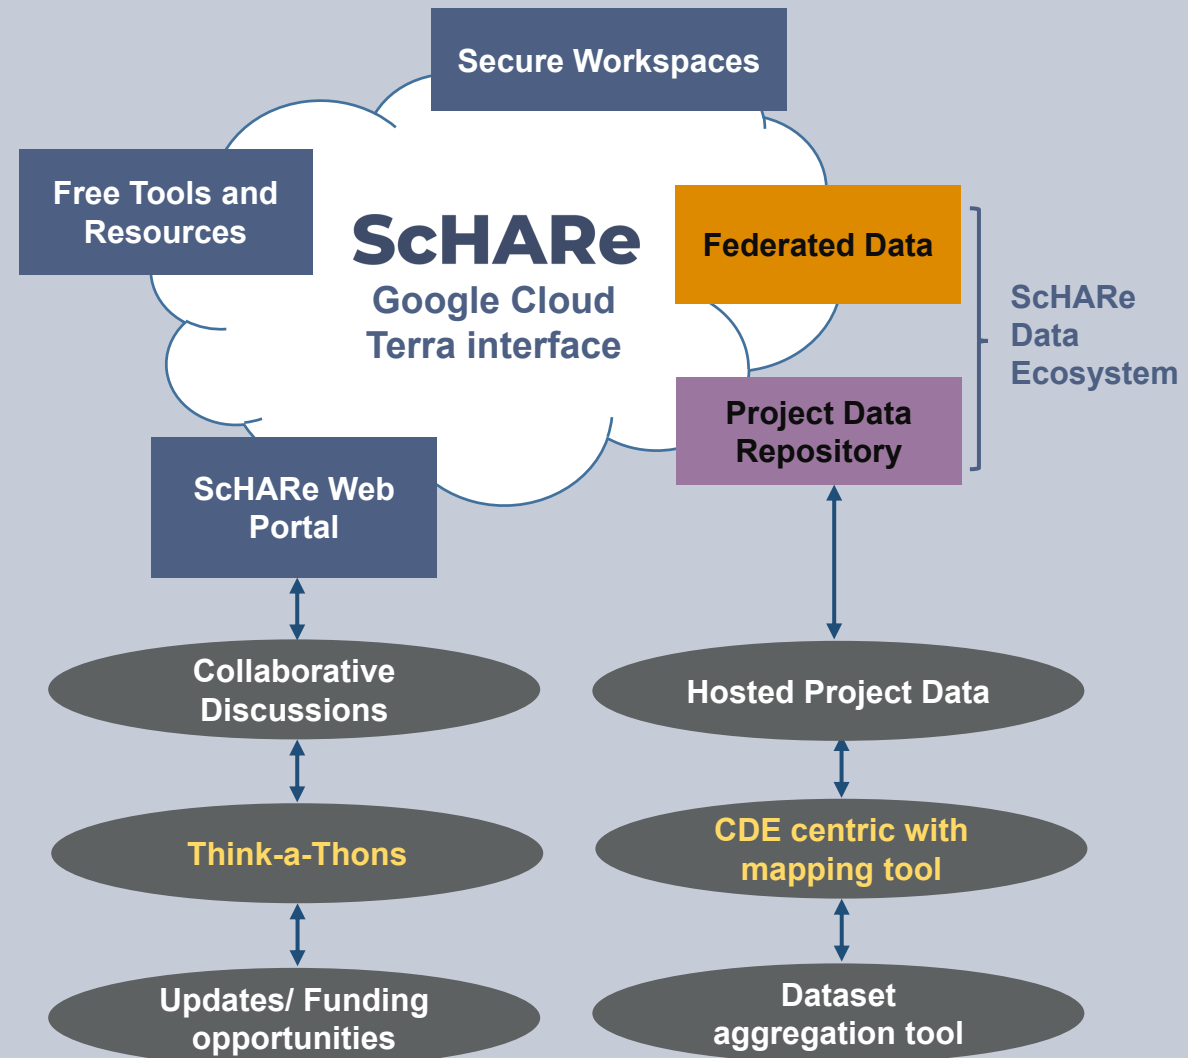 Secure Workspaces
Free Tools and
Resources
ScHARe
Google Cloud
Terra interface
Federated Data
ScHARe
Data
Ecosystem
Project Data
Repository
ScHARe Web
Portal
Collaborative
Discussions
Hosted Project Data
Think-a-Thons
CDE centric with
mapping tool
Updates/ Funding
opportunities
Dataset
aggregation tool